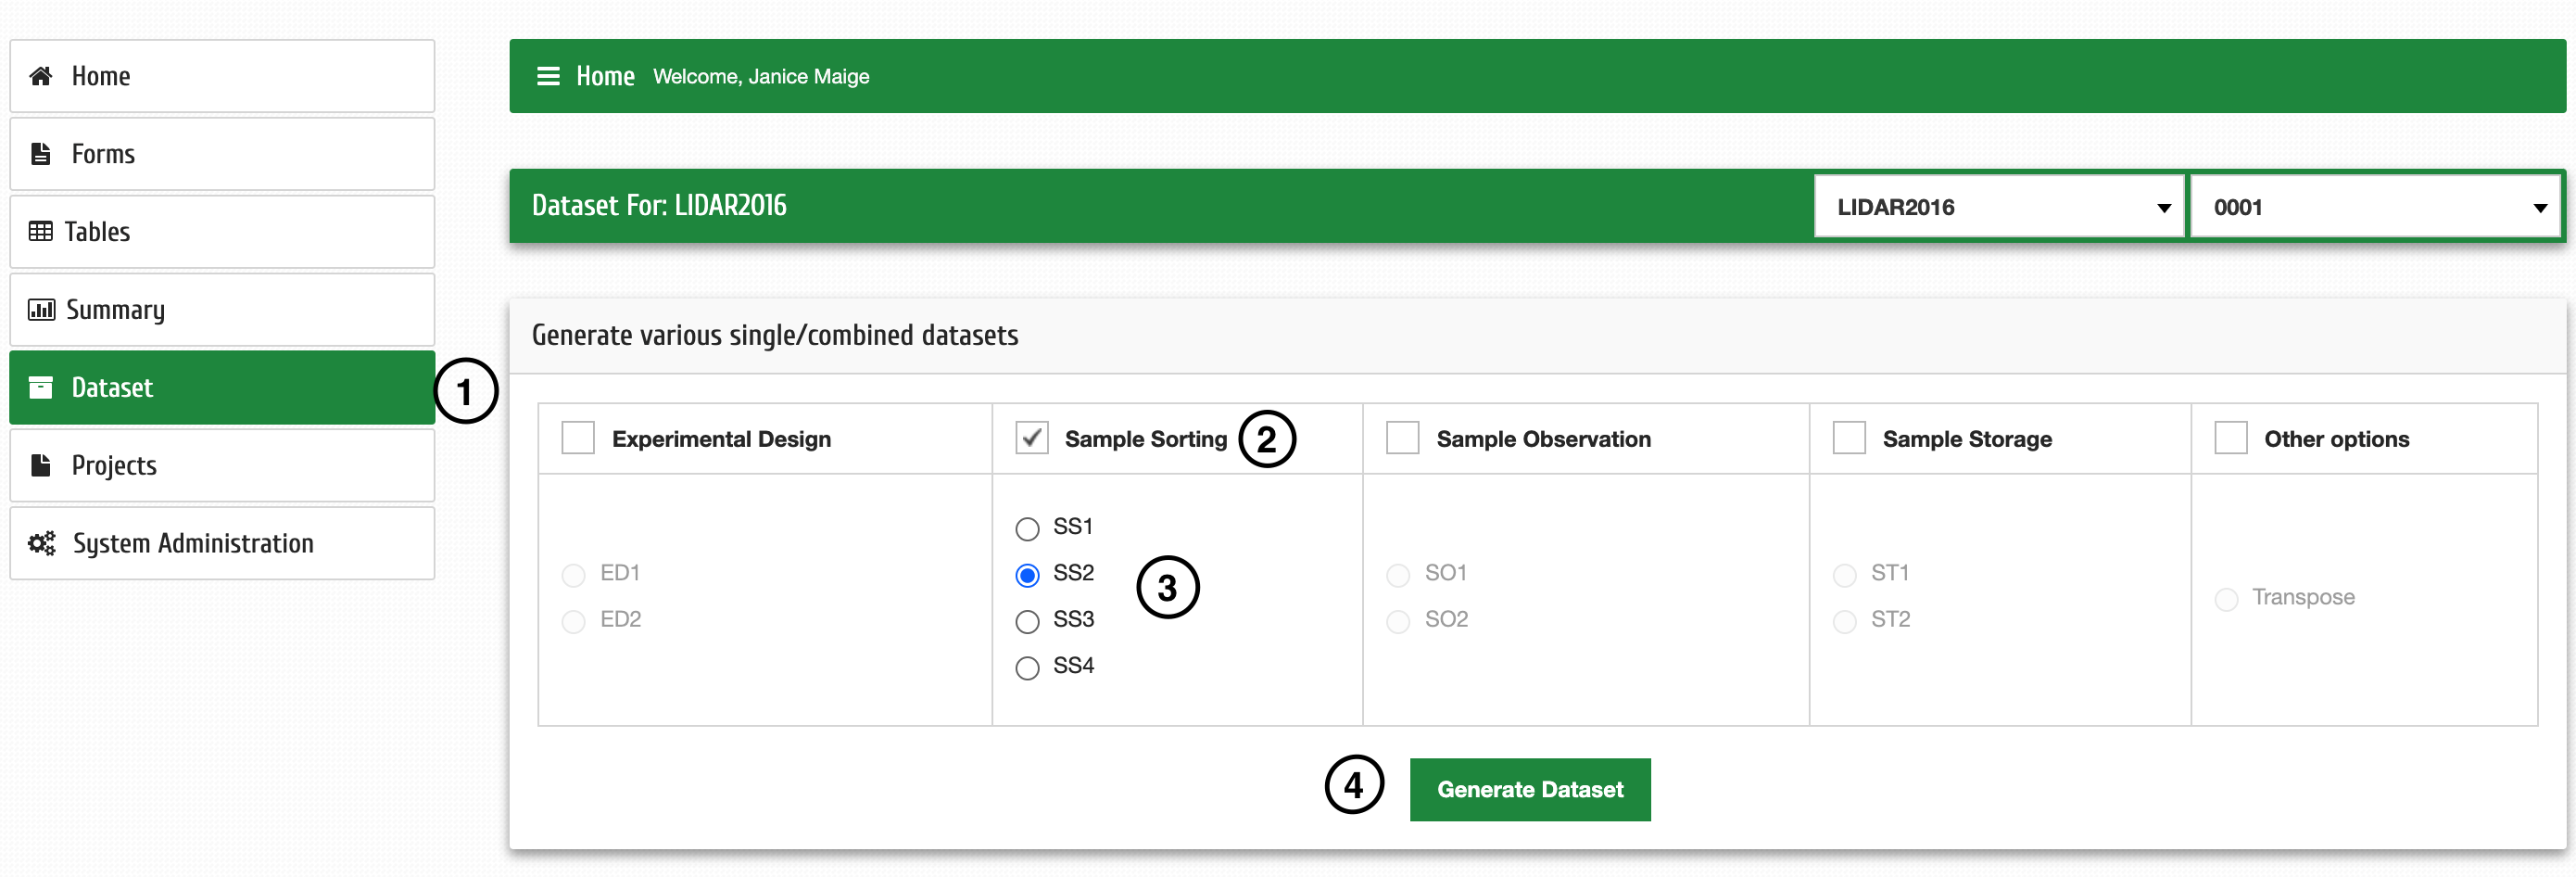 Home
Forms
Tables
Summary
Dataset
Projects
System Administration
1
Home Welcome, Janice Maige
Dataset For: LIDAR2016
LIDAR2016
0001
Generate various single/combined datasets
Experimental Design
Sample Sorting
2
Sample Observation
Sample Storage
Other options
ED1
ED2
SS1
SS2
SS3
SS4
3
SO1
SO2
ST1
ST2
Transpose
4
Generate Dataset